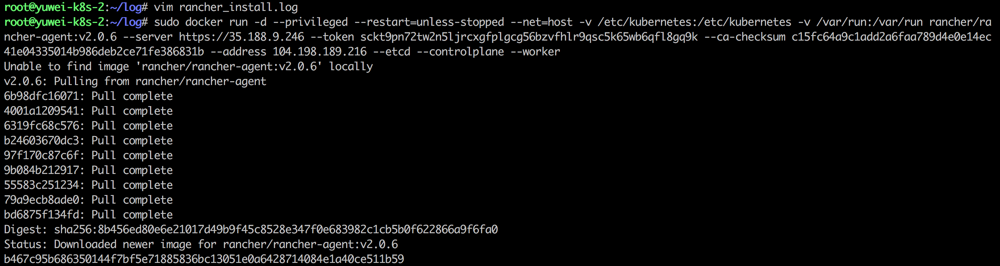 root@yuwei-k8s-2:~/log# vim rancher_install.log
root@yuwei-k8s-2:~/log# sudo docker run -d --privileged --restart=unless-stopped --net=host -v /etc/kubernetes:/etc/kubernetes -v /var/run:/var/run rancher/ra
ncher-agent:v2.0.6 --server https://35.188.9.246 --token sckt9pn72tw2n5ljrcxgfplgcg56bzvfhlr9qsc5k65wb6qfl8gq9k --ca-checksum c15fc64a9c1add2a6faa789d4e0e14ec
41e04335014b986deb2ce71fe386831b --address 104.198.189.216 --etcd --controlplane --worker
Unable to find image 'rancher/rancher-agent:v2.0.6' locally
v2.0.6: Pulling from rancher/rancher-agent
6b98dfc16071: Pull complete
4001a1209541: Pull complete
6319fc68c576: Pull complete
b24603670dc3: Pull complete
97f170c87c6f: Pull complete
9b084b212917: Pull complete
55583c251234: Pull complete
79a9ecb8ade0: Pull complete
bd6875f134fd: Pull complete
Digest: sha256:8b456ed80e6e21017d49b9f45c8528e347f0e683982c1cb5b0f622866a9f6fa0
Status: Downloaded newer image for rancher/rancher-agent:v2.0.6
b467c95b686350144f7bf5e71885836bc13051e0a6428714084e1a40ce511b59